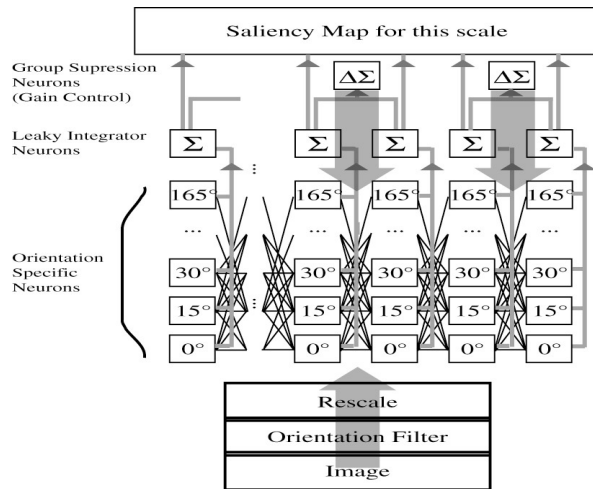 Saliency Map for this scale
Group Supression
Neurons
(Gain Control)
ΔΣ ΔΣ
Leaky Integrator
Neurons
Σ Σ Σ Σ Σ
...
165° 165° 165° 165° 165°
... ... ... ... ...
Orientation
Specific
Neurons
30° 30° 30° 30° 30°
...
15° 15° 15° 15° 15°
0° 0° 0° 0° 0°
Rescale
Orientation Filter
Image